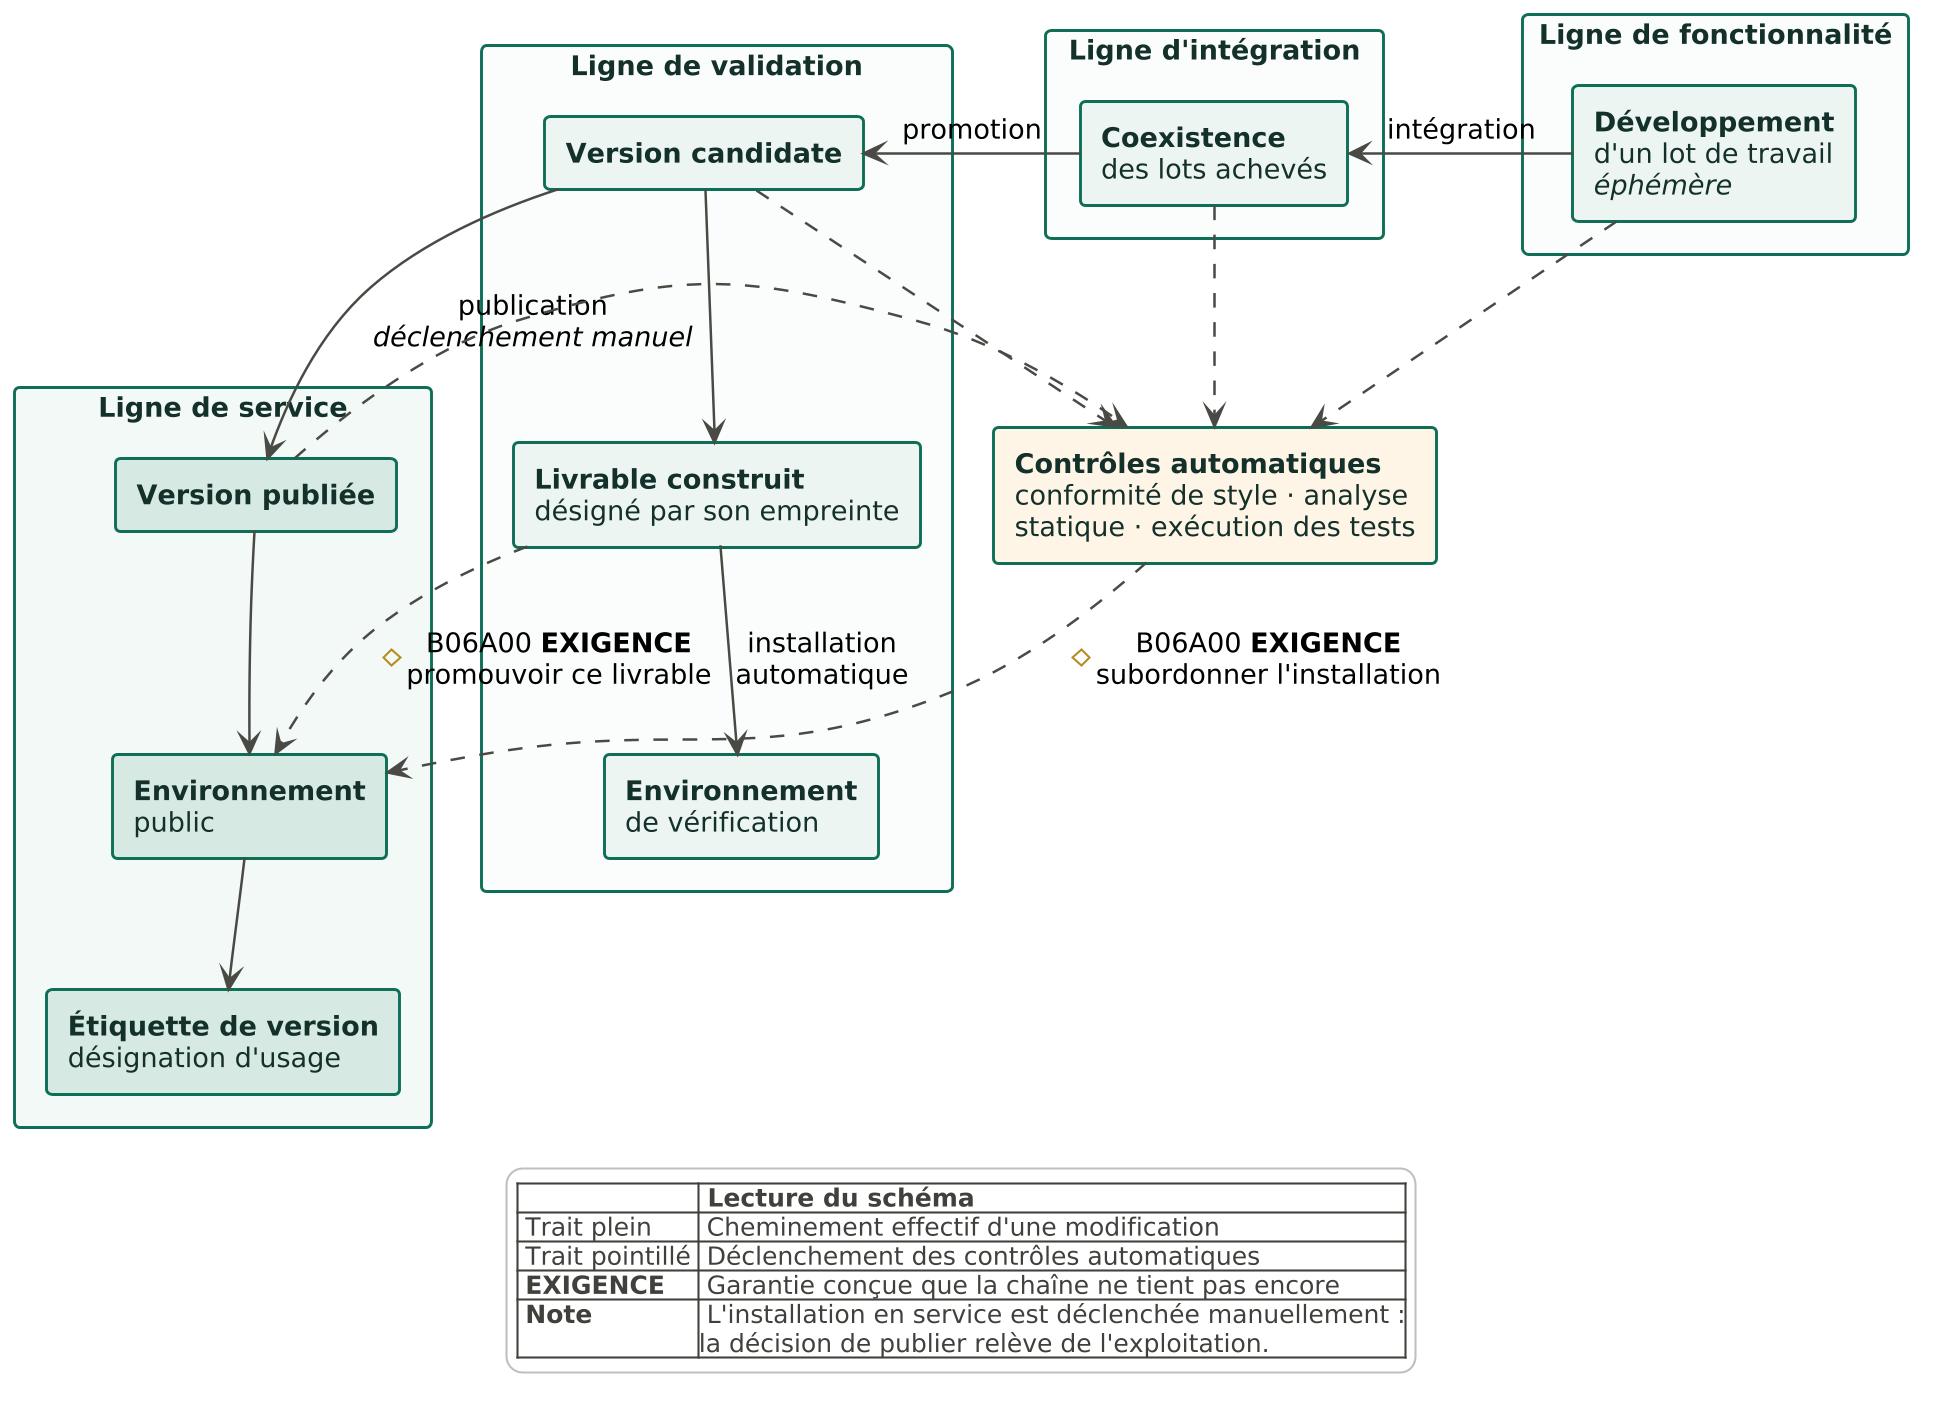 Ligne de fonctionnalité
Ligne d'intégration
Ligne de validation
Développement
d'un lot de travail
éphémère
intégration
Coexistence
des lots achevés
promotion
Version candidate
publication
déclenchement manuel
Ligne de service
Version publiée
Livrable construit
désigné par son empreinte
Contrôles automatiques
conformité de style · analyse
statique · exécution des tests
B06A00 EXIGENCE
promouvoir ce livrable
installation
automatique
B06A00 EXIGENCE
subordonner l'installation
Environnement
public
Environnement
de vérification
Étiquette de version
désignation d'usage
Lecture du schéma
Trait plein Cheminement effectif d'une modification
Trait pointillé Déclenchement des contrôles automatiques
EXIGENCE Garantie conçue que la chaîne ne tient pas encore
Note L'installation en service est déclenchée manuellement :
la décision de publier relève de l'exploitation.